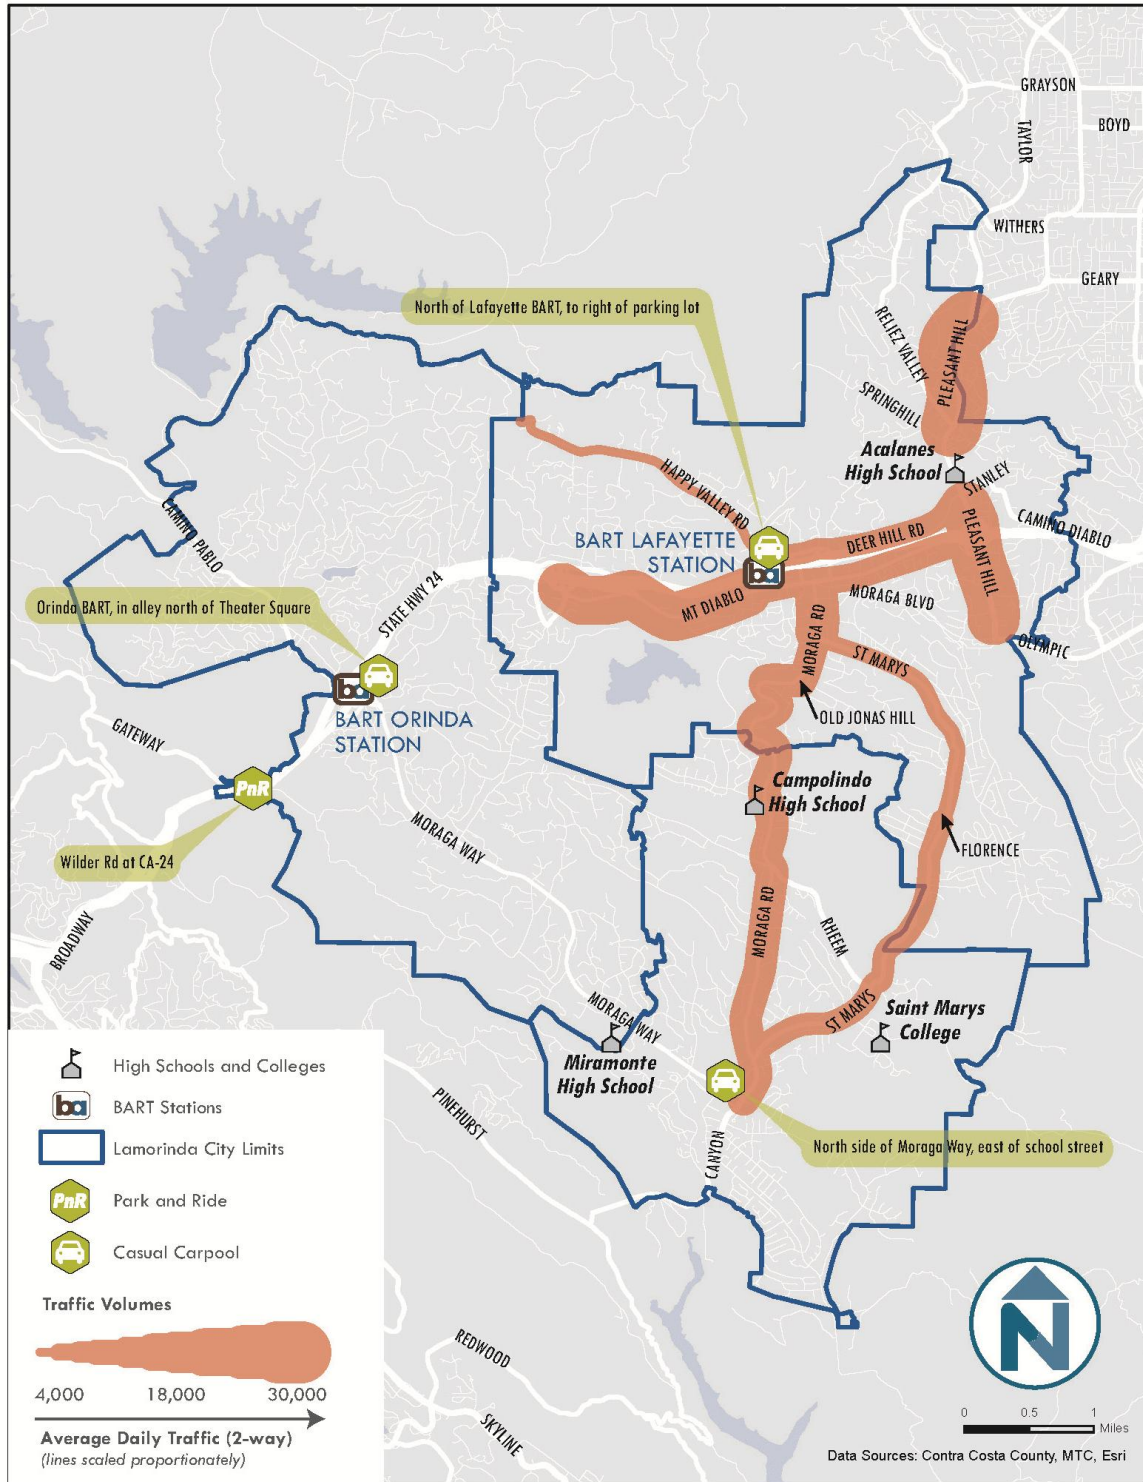 GRAYSON
TAYLOR
BOYD
WITHERS
GEARY
North of Lafayette BART, to right of parking lot
RELIEZ VALLEY
PLEASANT HILL
SPRINGHILL
Acalanes
High School
STANLEY
HAPPY VALLEY RD
CAMINO DIABLO
CAMINO PABLO
BART LAFAYETTE
STATION
DEER HILL RD
PLEASANT HILL
ba
STATE HWY 24
MT DIABLO
MORAGA BLVD
Orinda BART, in alley north of Theater Square
MORAGA RD
ST MARYS
OLYMPIC
ba
BART ORINDA
STATION
OLD JONAS HILL
GATEWAY
PnR
Campolindo
High School
MORAGA WAY
FLORENCE
Wilder Rd at CA-24
MORAGA RD
RHEEM
BROADWAY
MORAGA WAY
ST MARYS
Saint Marys
College
Miramonte
High School
PINEHURST
CANYON
North side of Moraga Way, east of school street
High Schools and Colleges
ba
BART Stations
Lamorinda City Limits
PnR
Park and Ride
Casual Carpool
Traffic Volumes
4,000 18,000 30,000
Average Daily Traffic (2-way)
(lines scaled proportionately)
REDWOOD
SKYLINE
N
0 0.5 1
Miles
Data Sources: Contra Costa County, MTC, Esri